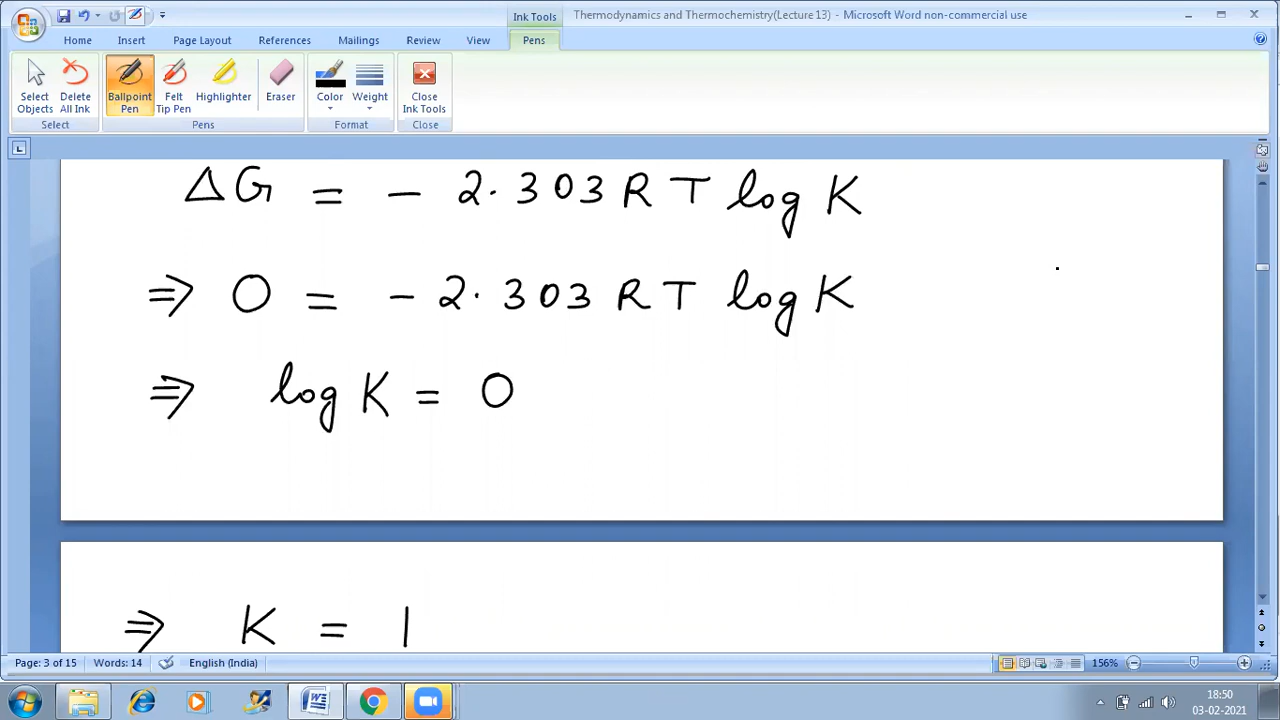 Ink Tools
Thermodynamics and Thermochemistry(Lecture 13) - Microsoft Word non-commercial use
Home Insert Page Layout References Mailings Review View Pens
Select Objects
Delete All Ink
Ballpoint Pen
Felt Tip Pen
Highlighter
Eraser
Color
Weight
Close Ink Tools
Select Pens Format Close
ΔG = - 2.303 R T log K
⇒ 0 = - 2.303 R T log K
⇒ log K = 0
⇒ K = 1
Page: 3 of 15 Words: 14 English (India) 156%
18:50
03-02-2021